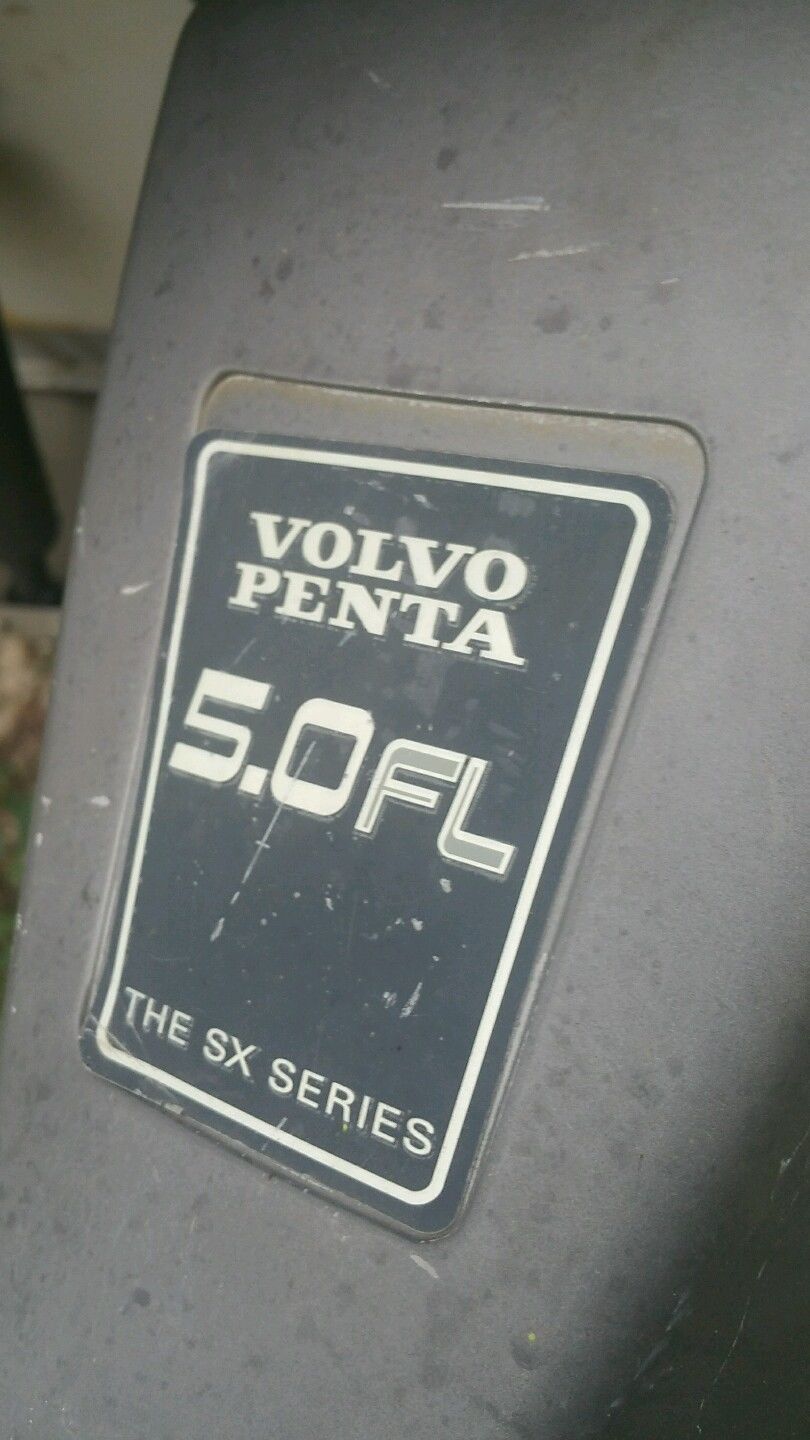 VOLVO
PENTA
5.0FL
THE SX SERIES